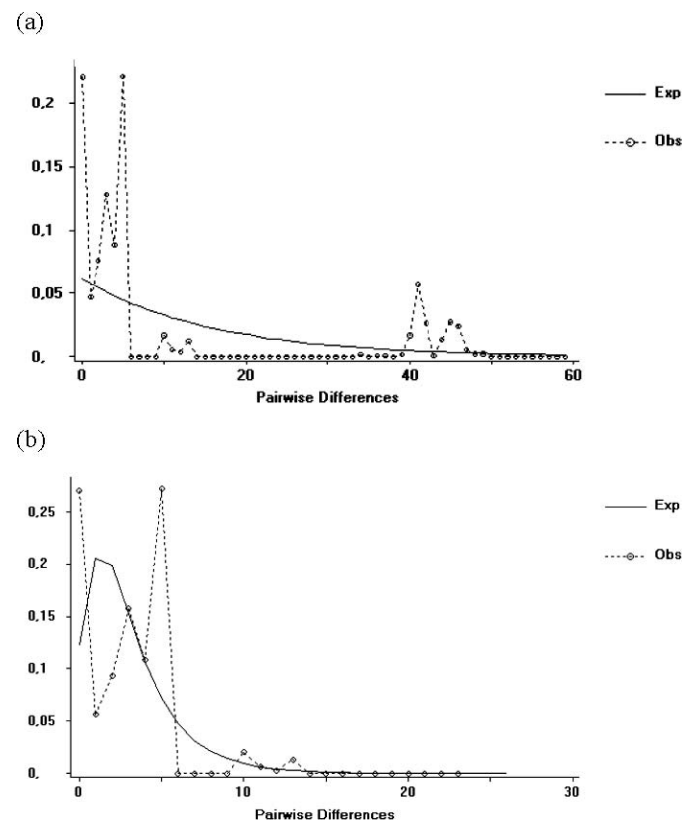 (a)
0,2
0,15
0,1
0,05
0,
0 20 40 60
Pairwise Differences
Exp
Obs
(b)
0,25
0,2
0,15
0,1
0,05
0,
0 10 20 30
Pairwise Differences
Exp
Obs